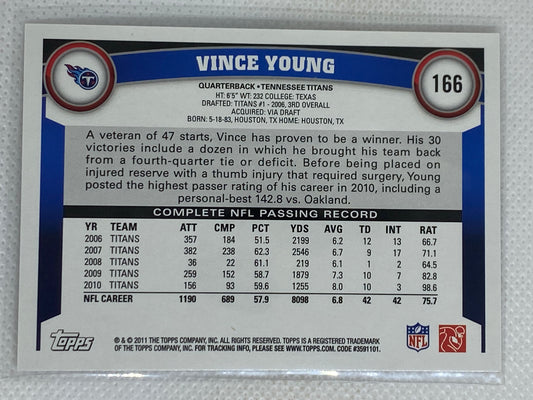 VINCE YOUNG
166
QUARTERBACK • TENNESSEE TITANS
HT: 6'5" WT: 232 COLLEGE: TEXAS
DRAFTED: TITANS #1 - 2006, 3RD OVERALL
ACQUIRED: VIA DRAFT
BORN: 5-18-83, HOUSTON, TX HOME: HOUSTON, TX
A veteran of 47 starts, Vince has proven to be a winner. His 30
victories include a dozen in which he brought his team back
from a fourth-quarter tie or deficit. Before being placed on
injured reserve with a thumb injury that required surgery, Young
posted the highest passer rating of his career in 2010, including a
personal-best 142.8 vs. Oakland.
COMPLETE NFL PASSING RECORD
YR TEAM ATT CMP PCT YDS AVG TD INT RAT
2006 TITANS 357 184 51.5 2199 6.2 12 13 66.7
2007 TITANS 382 238 62.3 2546 6.7 9 17 71.1
2008 TITANS 36 22 61.1 219 6.1 1 2 64.5
2009 TITANS 259 152 58.7 1879 7.3 10 7 82.8
2010 TITANS 156 93 59.6 1255 8.0 10 3 98.6
NFL CAREER 1190 689 57.9 8098 6.8 42 42 75.7
Topps
® & © 2011 THE TOPPS COMPANY, INC. ALL RIGHTS RESERVED. TOPPS IS A REGISTERED TRADEMARK
OF THE TOPPS COMPANY, INC. FOR TRACKING INFO, PLEASE SEE WWW.TOPPS.COM. CODE #3591101.
NFL